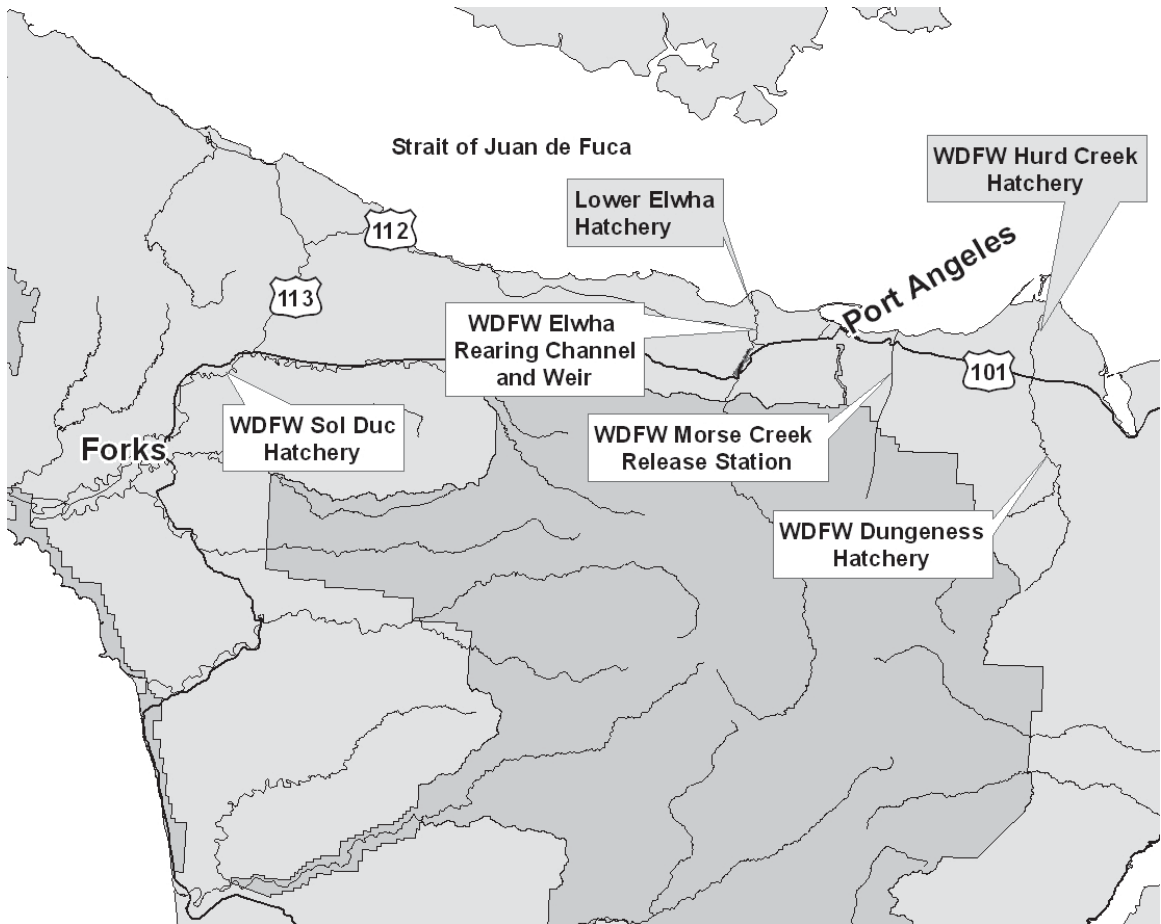 Strait of Juan de Fuca
WDFW Hurd Creek
Hatchery
Lower Elwha
Hatchery
112
Port Angeles
113
WDFW Elwha
Rearing Channel
and Weir
101
WDFW Sol Duc
Hatchery
Forks
WDFW Morse Creek
Release Station
WDFW Dungeness
Hatchery